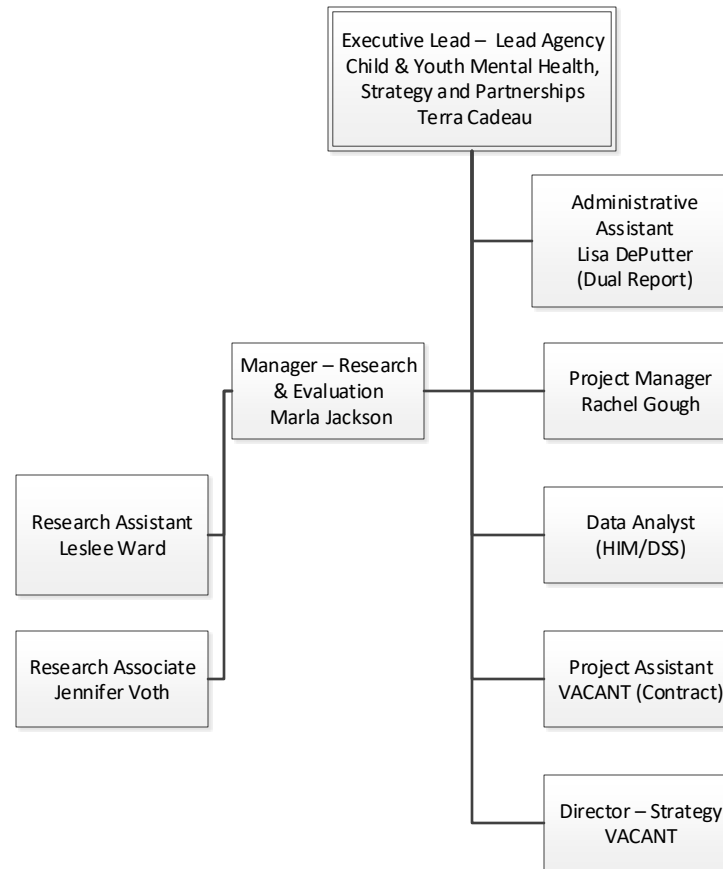 Executive Lead – Lead Agency
Child & Youth Mental Health,
Strategy and Partnerships
Terra Cadeau
Administrative
Assistant
Lisa DePutter
(Dual Report)
Manager – Research
& Evaluation
Marla Jackson
Project Manager
Rachel Gough
Research Assistant
Leslee Ward
Data Analyst
(HIM/DSS)
Research Associate
Jennifer Voth
Project Assistant
VACANT (Contract)
Director – Strategy
VACANT